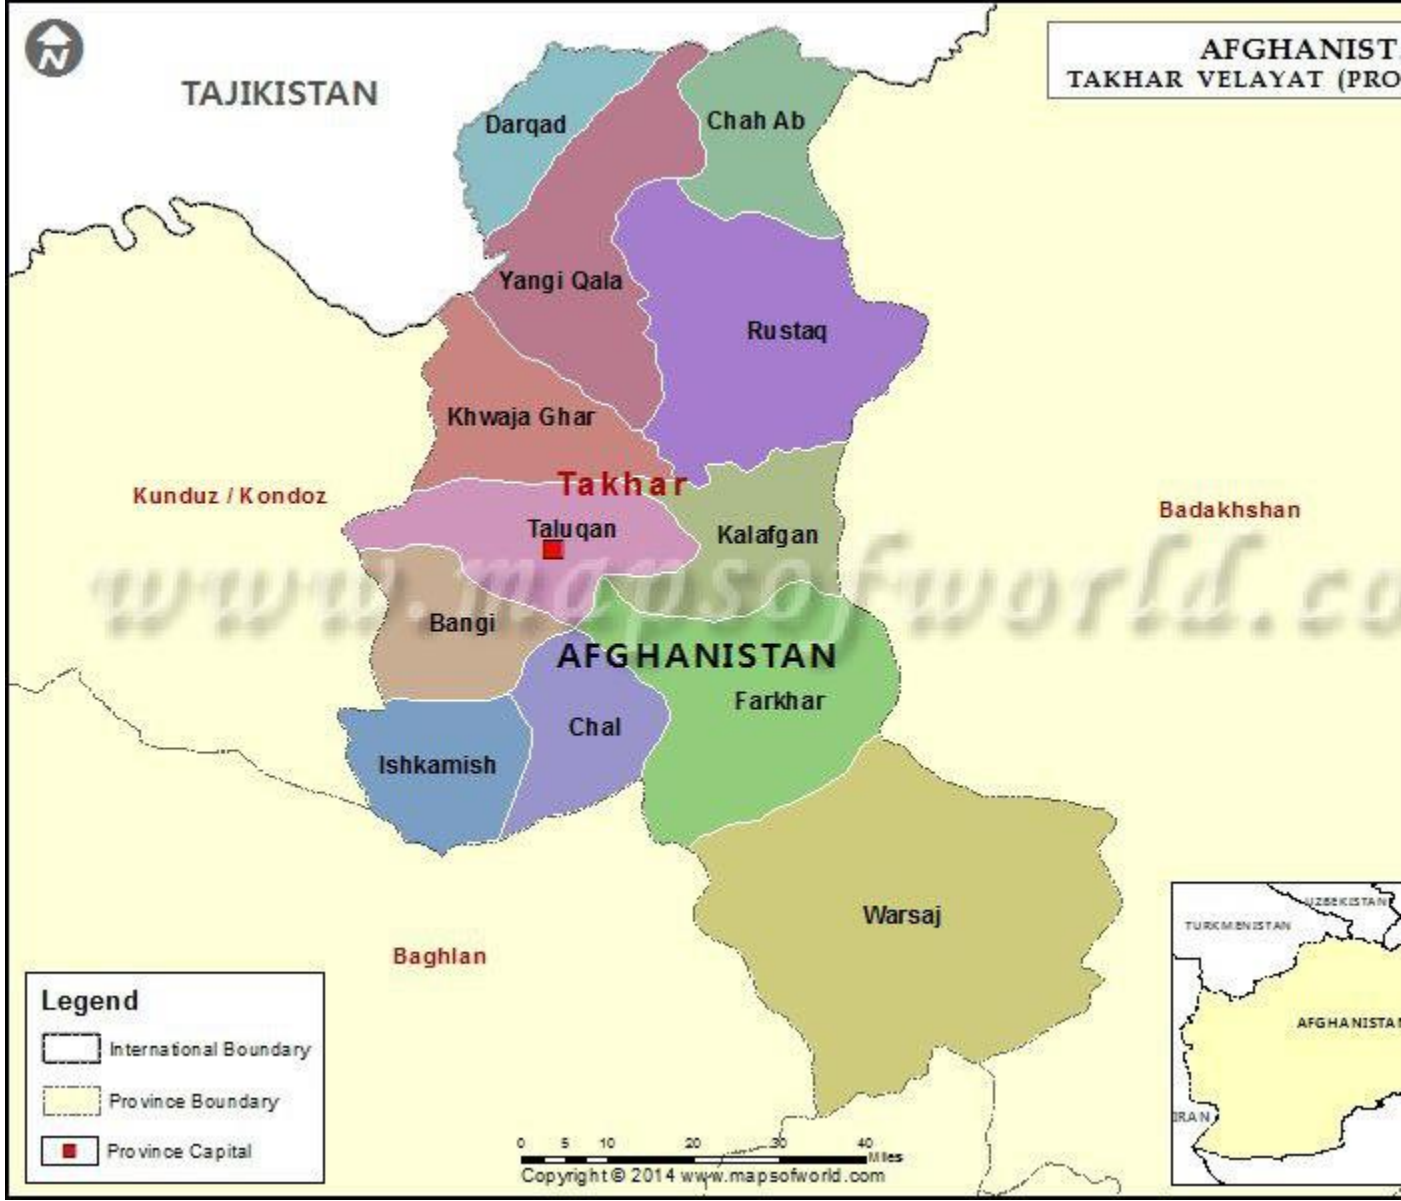 N
AFGHANIST
TAKHAR VELAYAT (PRO
TAJIKISTAN
Darqad
Chah Ab
Yangi Qala
Rustaq
Khwaja Ghar
Takhar
Kunduz / Kondoz
Badakhshan
Taluqan
Kalafgan
www.mapsofworld.co
Bangi
AFGHANISTAN
Farkhar
Chal
Ishkamish
Warsaj
Baghlan
UZBEKISTAN
TURKMENISTAN
AFGHANISTAN
IRAN
Legend
International Boundary
Province Boundary
Province Capital
0 5 10 20 30 40
Miles
Copyright © 2014 www.mapsofworld.com